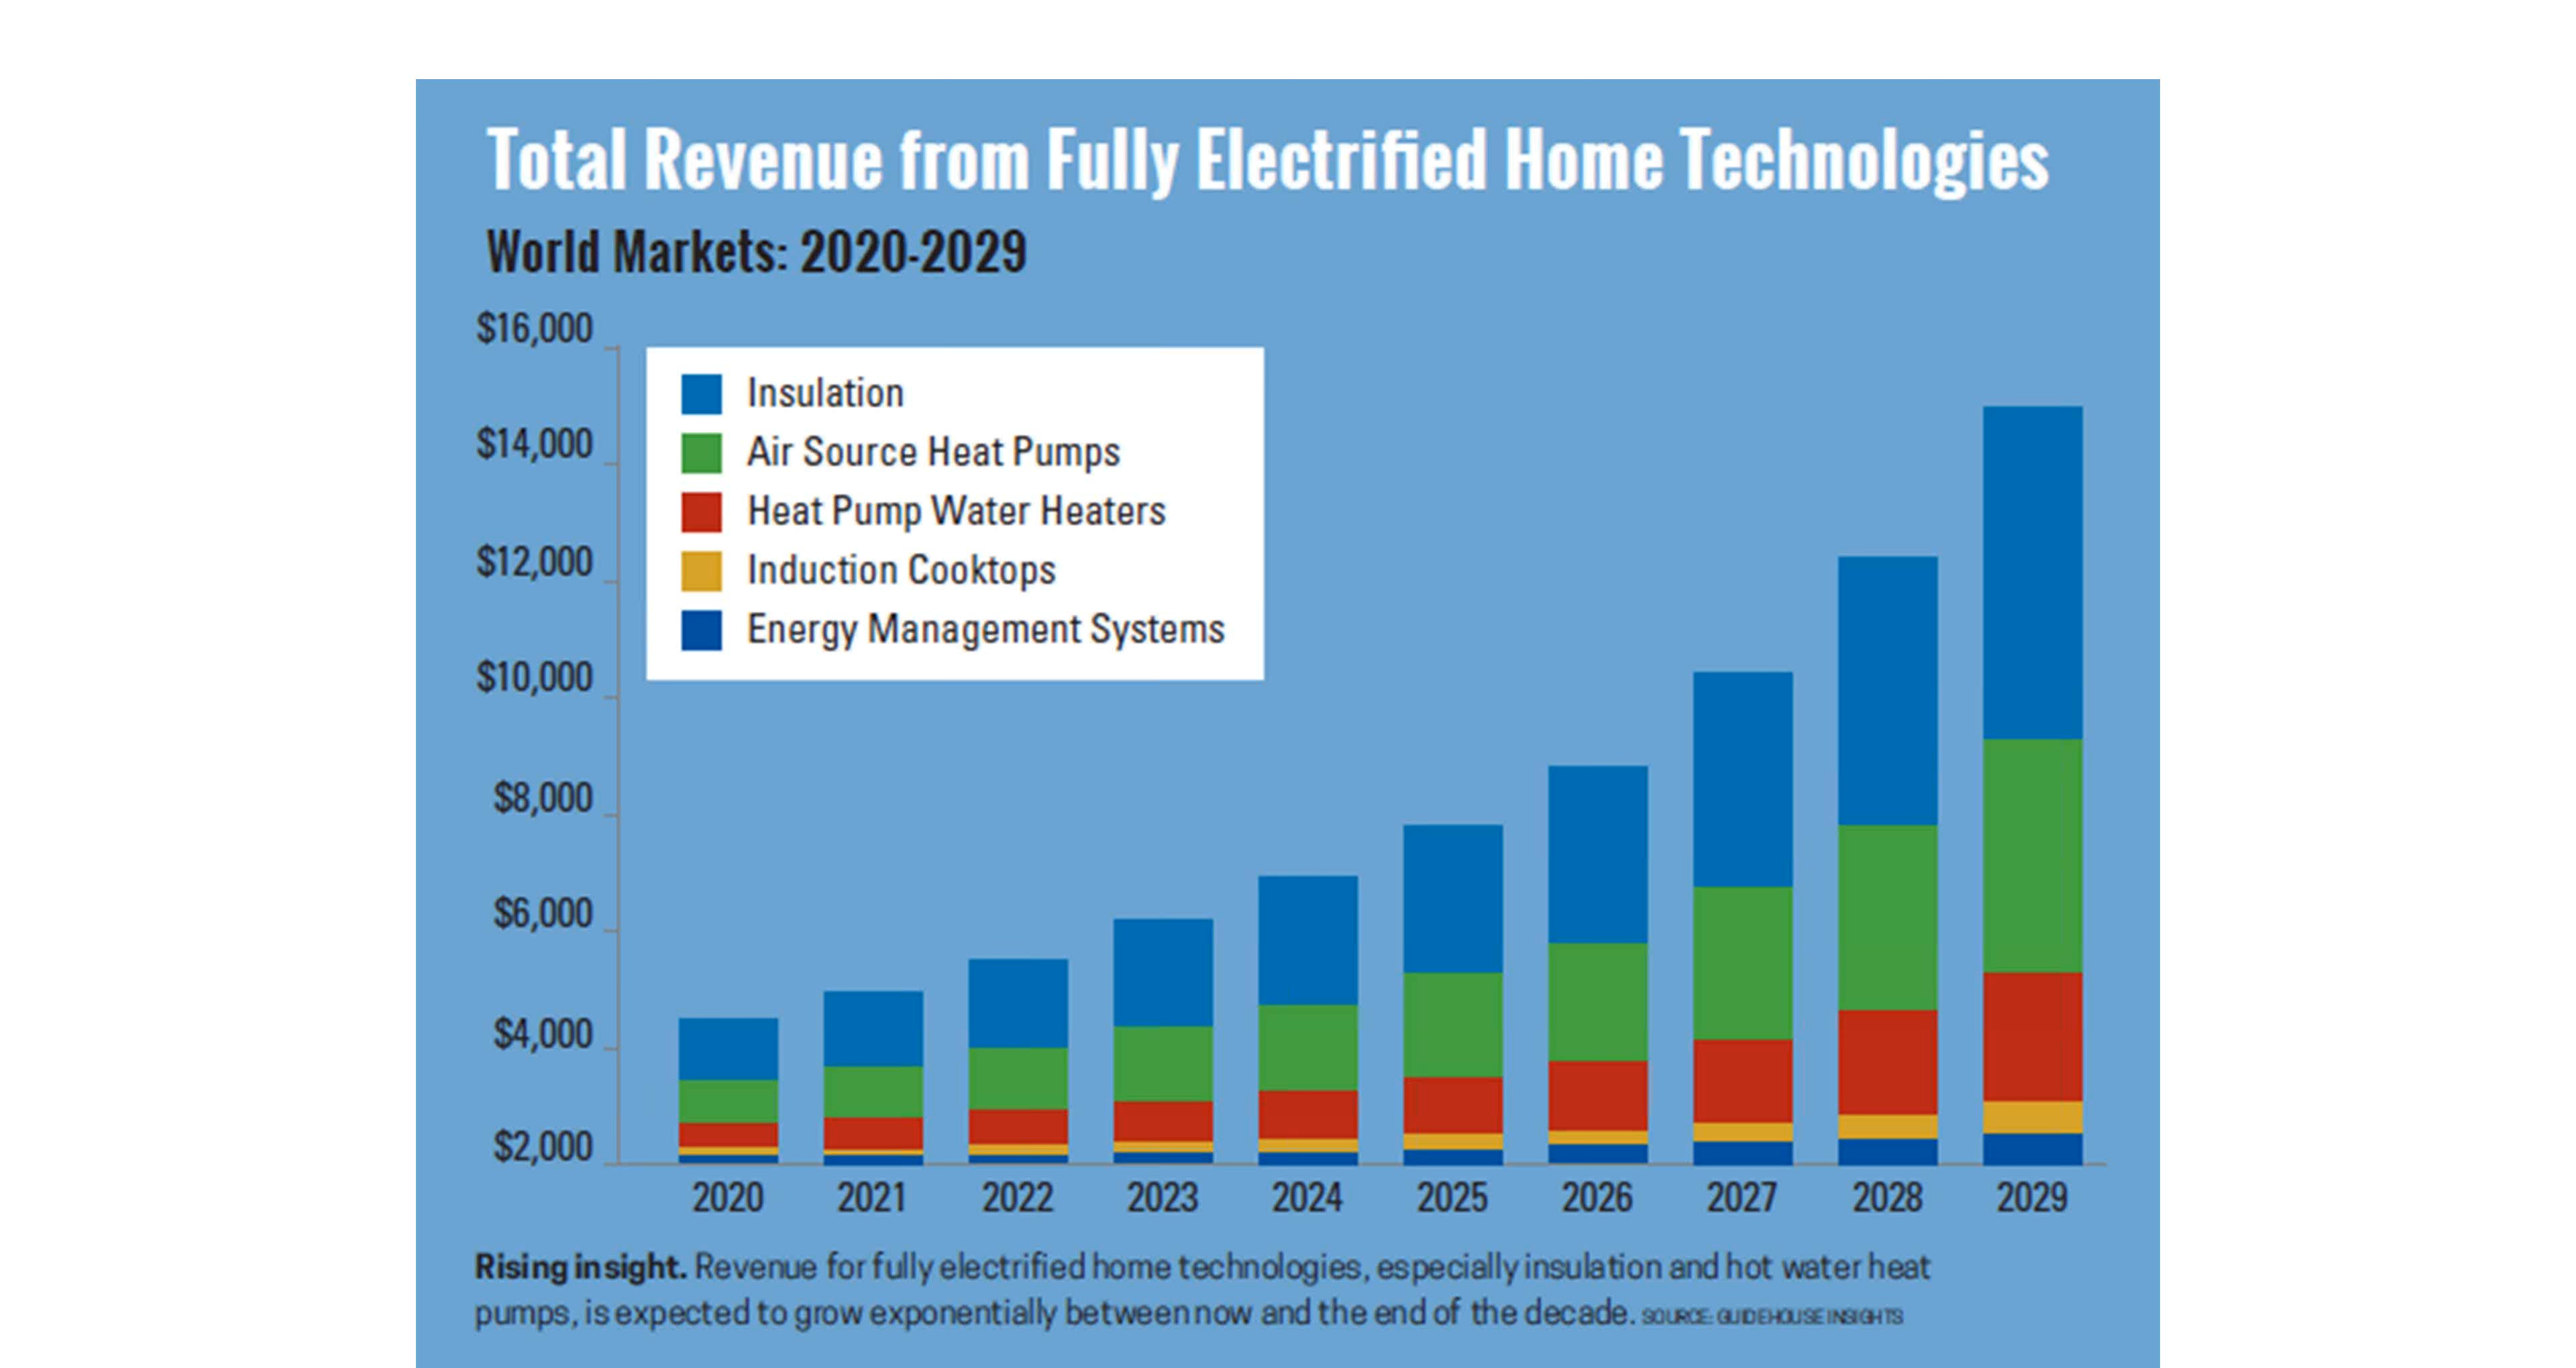 Total Revenue from Fully Electrified Home Technologies
World Markets: 2020-2029
$16,000
$14,000
$12,000
$10,000
$8,000
$6,000
$4,000
$2,000
Insulation
Air Source Heat Pumps
Heat Pump Water Heaters
Induction Cooktops
Energy Management Systems
2020 2021 2022 2023 2024 2025 2026 2027 2028 2029
Rising insight. Revenue for fully electrified home technologies, especially insulation and hot water heat
pumps, is expected to grow exponentially between now and the end of the decade. SOURCE: GUIDEHOUSE INSIGHTS